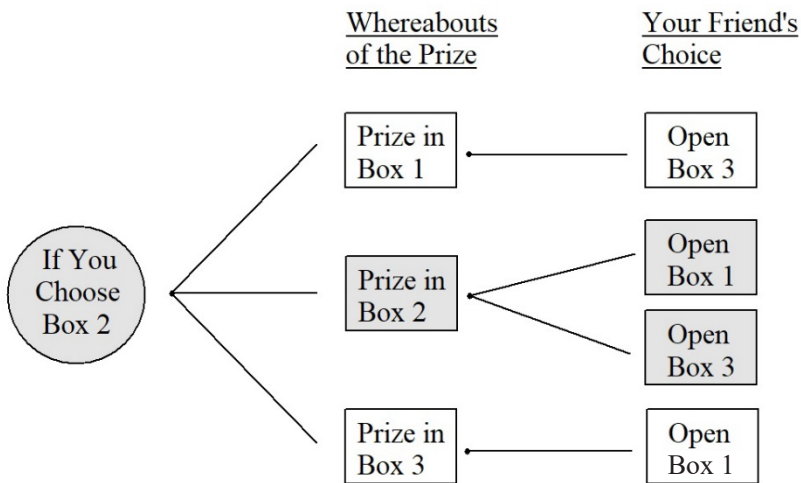 Whereabouts
of the Prize
Your Friend's
Choice
If You
Choose
Box 2
Prize in
Box 1
Open
Box 3
Prize in
Box 2
Open
Box 1
Open
Box 3
Prize in
Box 3
Open
Box 1